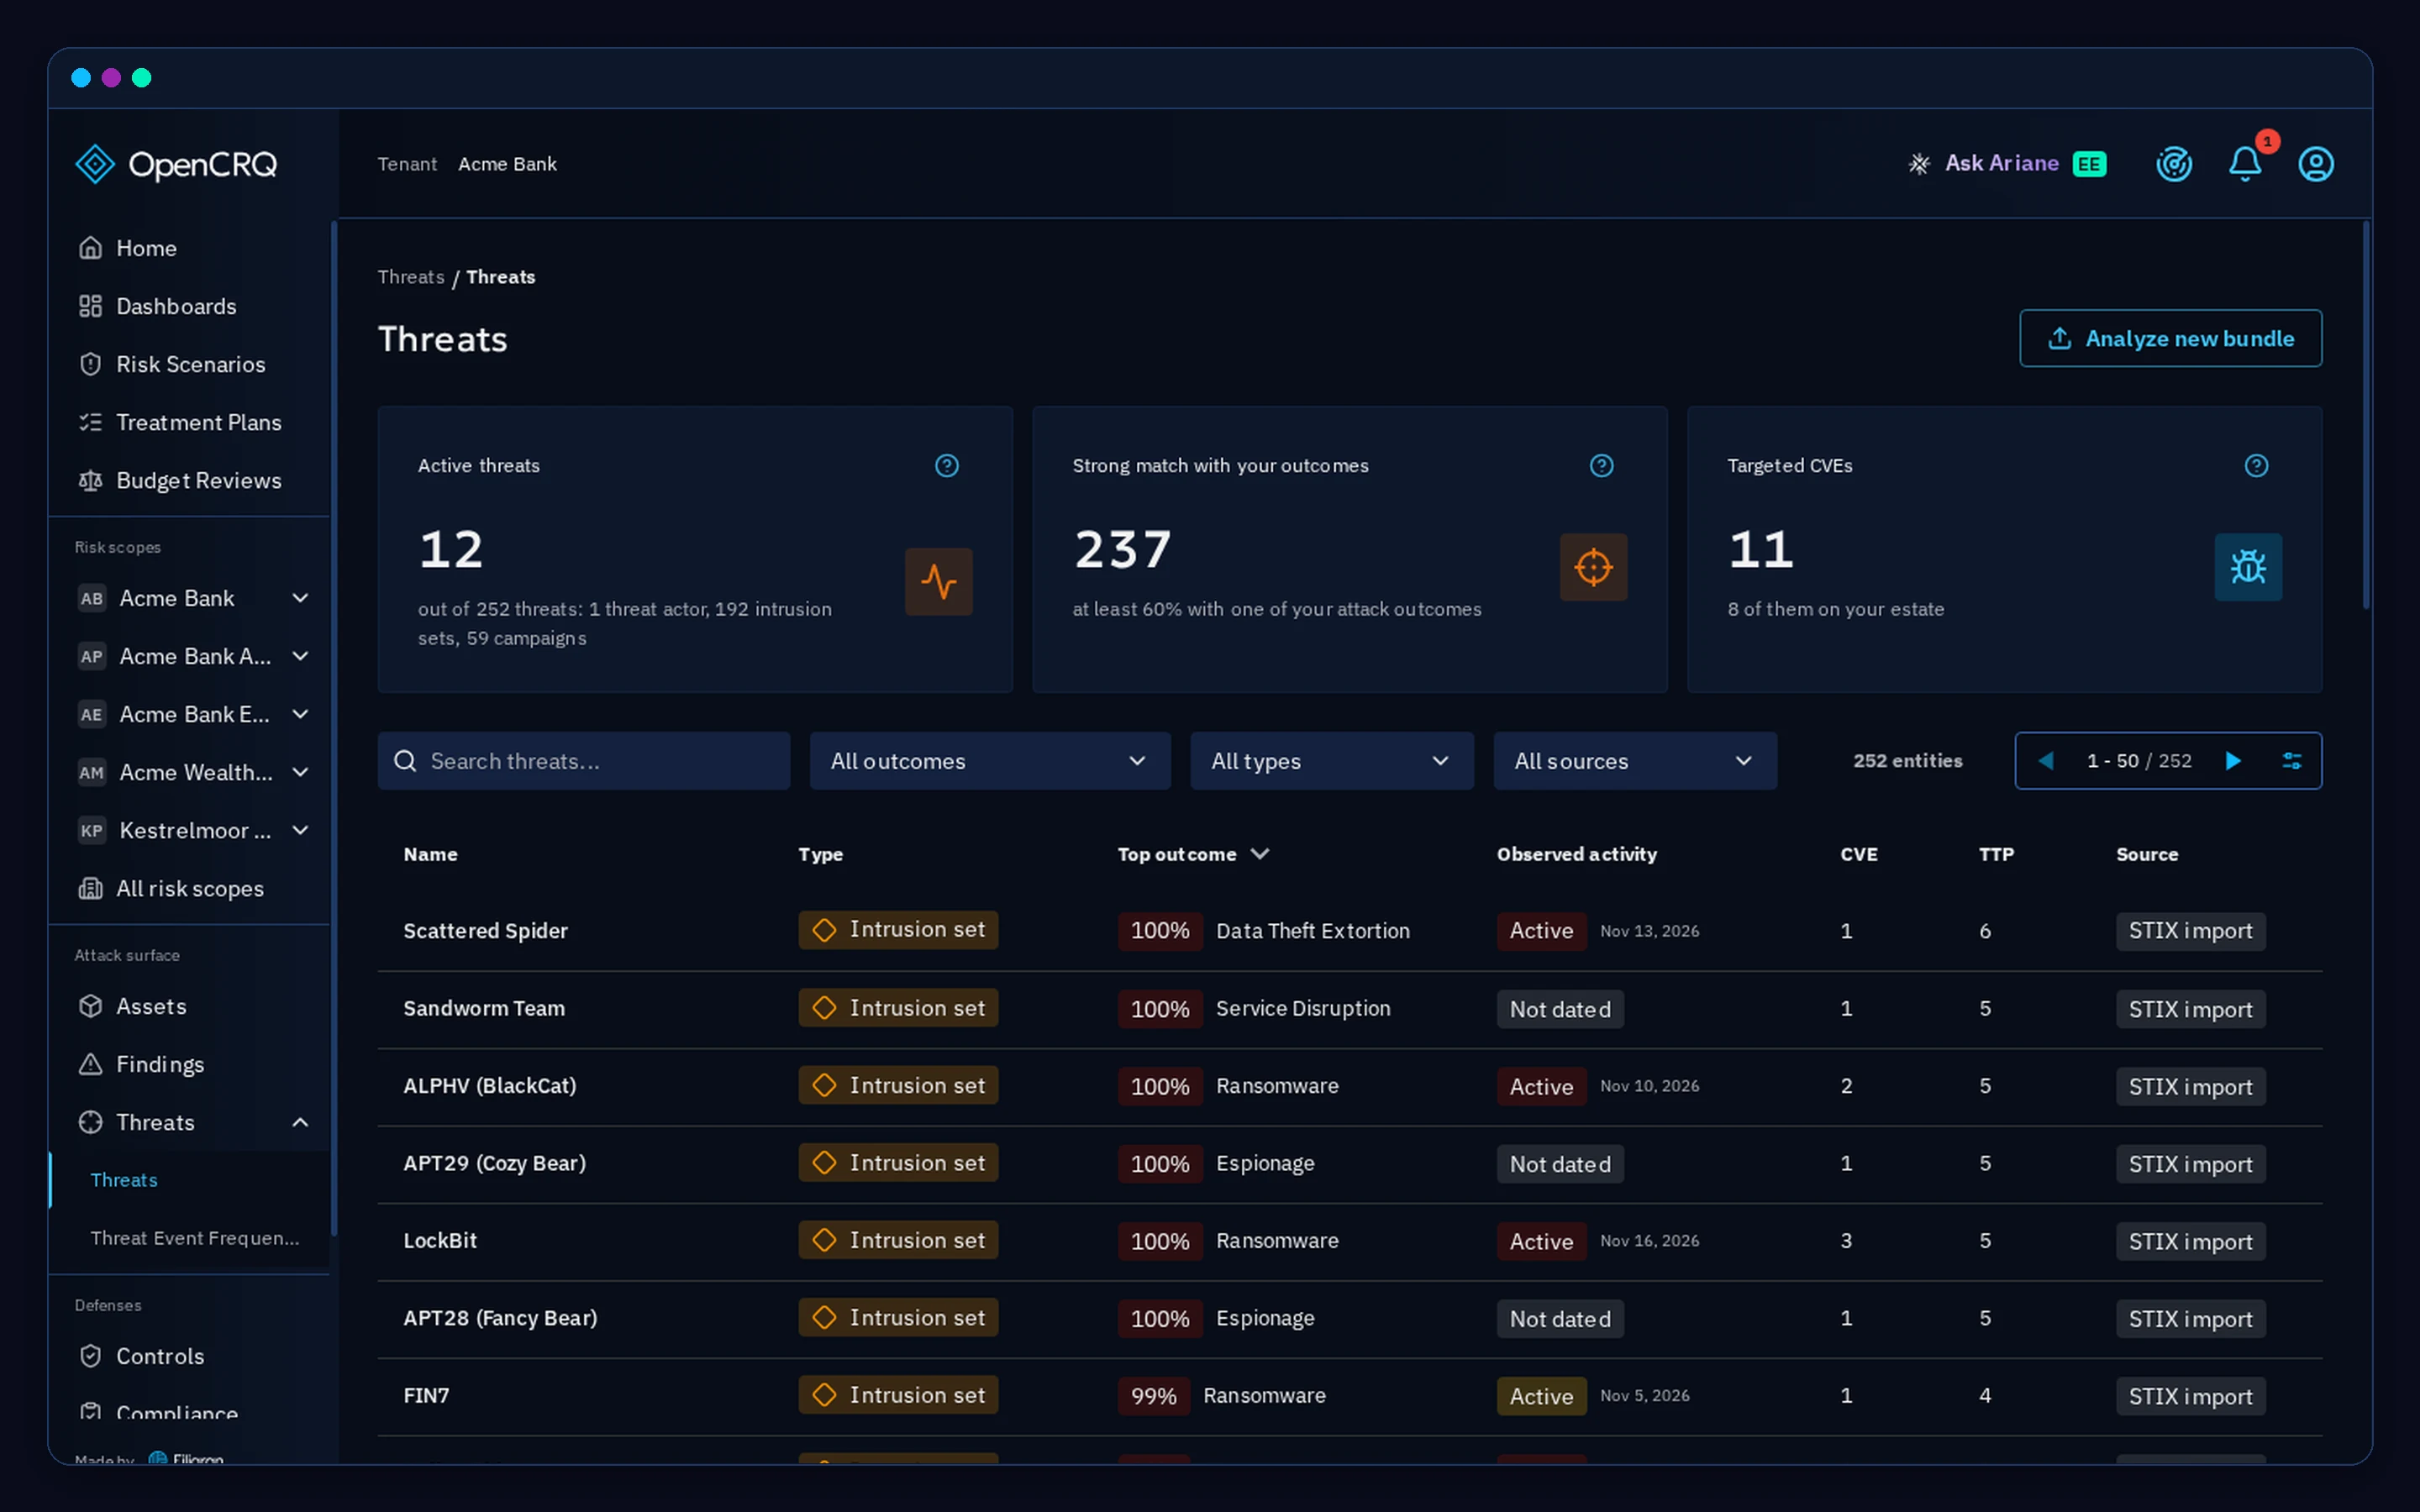 OpenCRQ
Tenant Acme Bank
Ask Ariane EE
1
Home
Dashboards
Risk Scenarios
Treatment Plans
Budget Reviews
Risk scopes
AB Acme Bank
AP Acme Bank A...
AE Acme Bank E...
AM Acme Wealth...
KP Kestrelmoor ...
All risk scopes
Attack surface
Assets
Findings
Threats
Threats
Threat Event Frequen...
Defenses
Controls
Compliance
Made by Filigran
Threats / Threats
Threats
Analyze new bundle
Active threats
12
out of 252 threats: 1 threat actor, 192 intrusion
sets, 59 campaigns
Strong match with your outcomes
237
at least 60% with one of your attack outcomes
Targeted CVEs
11
8 of them on your estate
Search threats...
All outcomes
All types
All sources
252 entities
1 - 50 / 252
Name Type Top outcome Observed activity CVE TTP Source
Scattered Spider Intrusion set 100% Data Theft Extortion Active Nov 13, 2026 1 6 STIX import
Sandworm Team Intrusion set 100% Service Disruption Not dated 1 5 STIX import
ALPHV (BlackCat) Intrusion set 100% Ransomware Active Nov 10, 2026 2 5 STIX import
APT29 (Cozy Bear) Intrusion set 100% Espionage Not dated 1 5 STIX import
LockBit Intrusion set 100% Ransomware Active Nov 16, 2026 3 5 STIX import
APT28 (Fancy Bear) Intrusion set 100% Espionage Not dated 1 5 STIX import
FIN7 Intrusion set 99% Ransomware Active Nov 5, 2026 1 4 STIX import